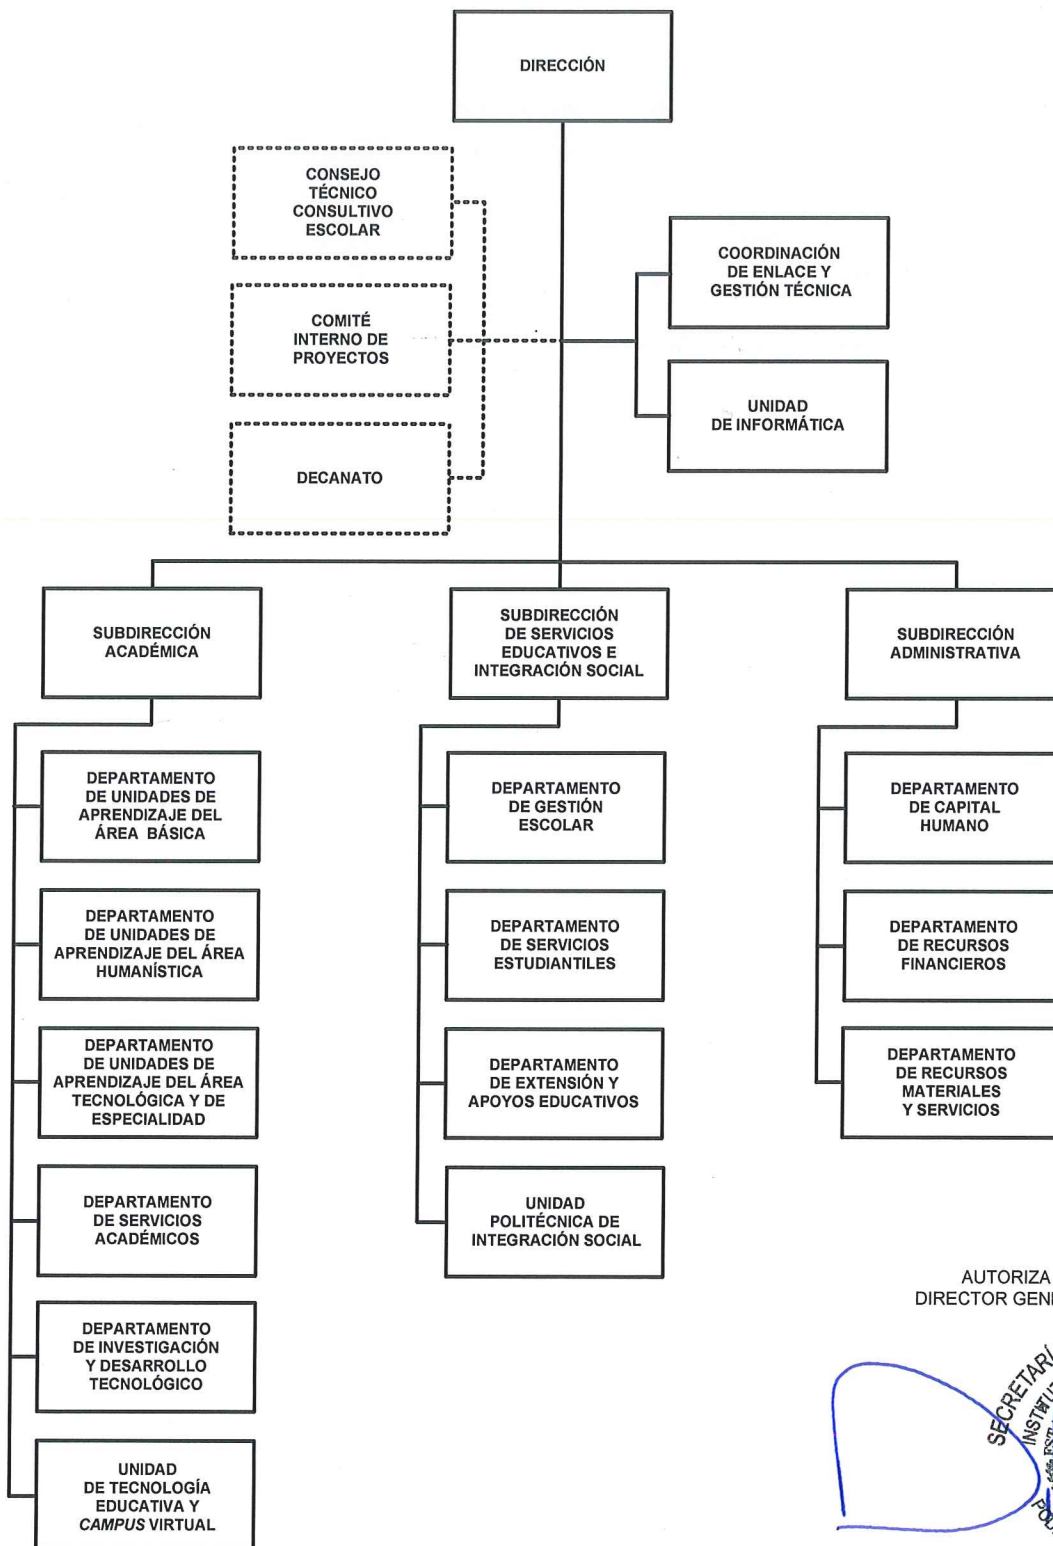 DIRECCIÓN
CONSEJO
TÉCNICO
CONSULTIVO
ESCOLAR
COMITÉ
INTERNO DE
PROYECTOS
DECANATO
COORDINACIÓN
DE ENLACE Y
GESTIÓN TÉCNICA
UNIDAD
DE INFORMÁTICA
SUBDIRECCIÓN
ACADÉMICA
DEPARTAMENTO
DE UNIDADES DE
APRENDIZAJE DEL
ÁREA BÁSICA
DEPARTAMENTO
DE UNIDADES DE
APRENDIZAJE DEL ÁREA
HUMANÍSTICA
DEPARTAMENTO
DE UNIDADES DE
APRENDIZAJE DEL ÁREA
TECNOLÓGICA Y DE
ESPECIALIDAD
DEPARTAMENTO
DE SERVICIOS
ACADÉMICOS
DEPARTAMENTO
DE INVESTIGACIÓN
Y DESARROLLO
TECNOLÓGICO
UNIDAD
DE TECNOLOGÍA
EDUCATIVA Y
CAMPUS VIRTUAL
SUBDIRECCIÓN
DE SERVICIOS
EDUCATIVOS E
INTEGRACIÓN SOCIAL
DEPARTAMENTO
DE GESTIÓN
ESCOLAR
DEPARTAMENTO
DE SERVICIOS
ESTUDIANTILES
DEPARTAMENTO
DE EXTENSIÓN Y
APOYOS EDUCATIVOS
UNIDAD
POLITÉCNICA DE
INTEGRACIÓN SOCIAL
SUBDIRECCIÓN
ADMINISTRATIVA
DEPARTAMENTO
DE CAPITAL
HUMANO
DEPARTAMENTO
DE RECURSOS
FINANCIEROS
DEPARTAMENTO
DE RECURSOS
MATERIALES
Y SERVICIOS
AUTORIZA
DIRECTOR GEN
SECRETARÍ